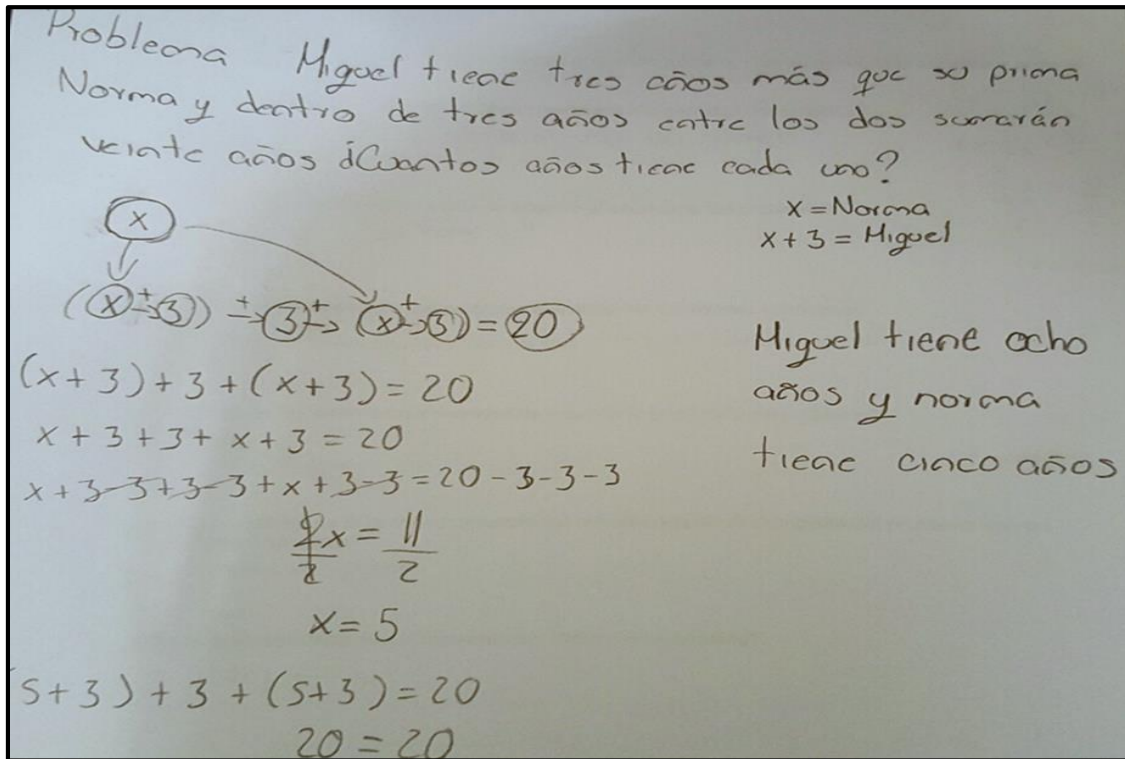 Problema Miguel tiene tres años más que su prima
Norma y dentro de tres años entre los dos sumarán
veinte años ¿Cuantos años tiene cada uno?
x = Norma
x + 3 = Miguel
x
((x + 3)) + 3 + (x + 3) = 20
(x + 3) + 3 + (x + 3) = 20
x + 3 + 3 + x + 3 = 20
x + 3 - 3 + 3 - 3 + x + 3 - 3 = 20 - 3 - 3 - 3
2x/2 = 11/2
x = 5
5 + 3) + 3 + (5 + 3) = 20
20 = 20
Miguel tiene ocho
años y norma
tiene cinco años